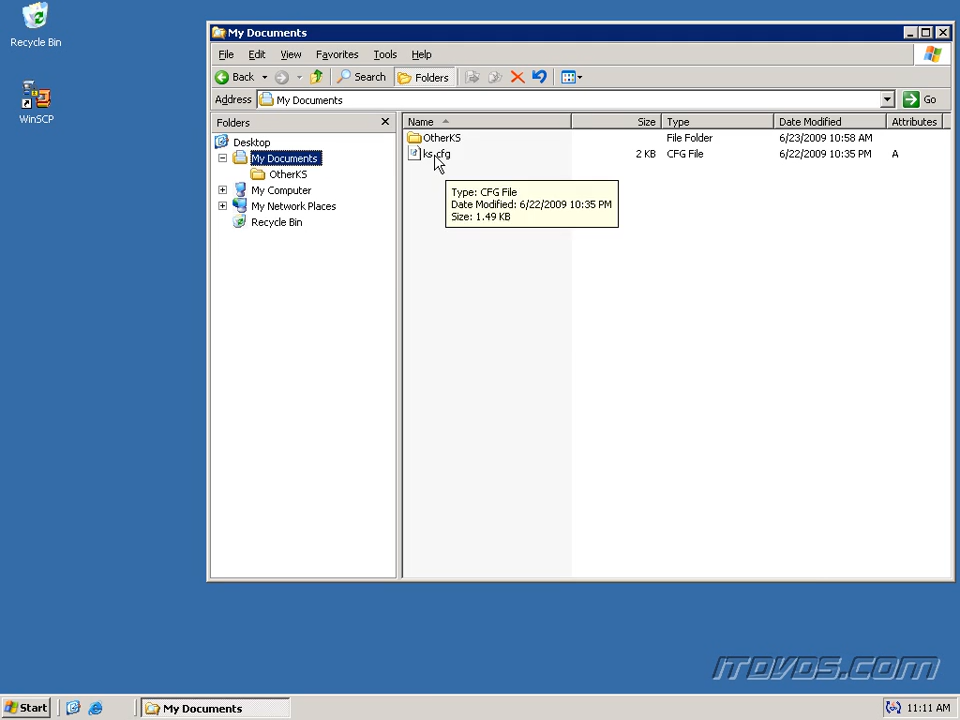 Recycle Bin
WinSCP
My Documents
File Edit View Favorites Tools Help
Back Search Folders
Address My Documents Go
Folders
Name Size Type Date Modified Attributes
Desktop
My Documents
OtherKS
My Computer
My Network Places
Recycle Bin
OtherKS File Folder 6/23/2009 10:58 AM
ks.cfg 2 KB CFG File 6/22/2009 10:35 PM A
Type: CFG File
Date Modified: 6/22/2009 10:35 PM
Size: 1.49 KB
ITOVDS.COM
Start My Documents 11:11 AM